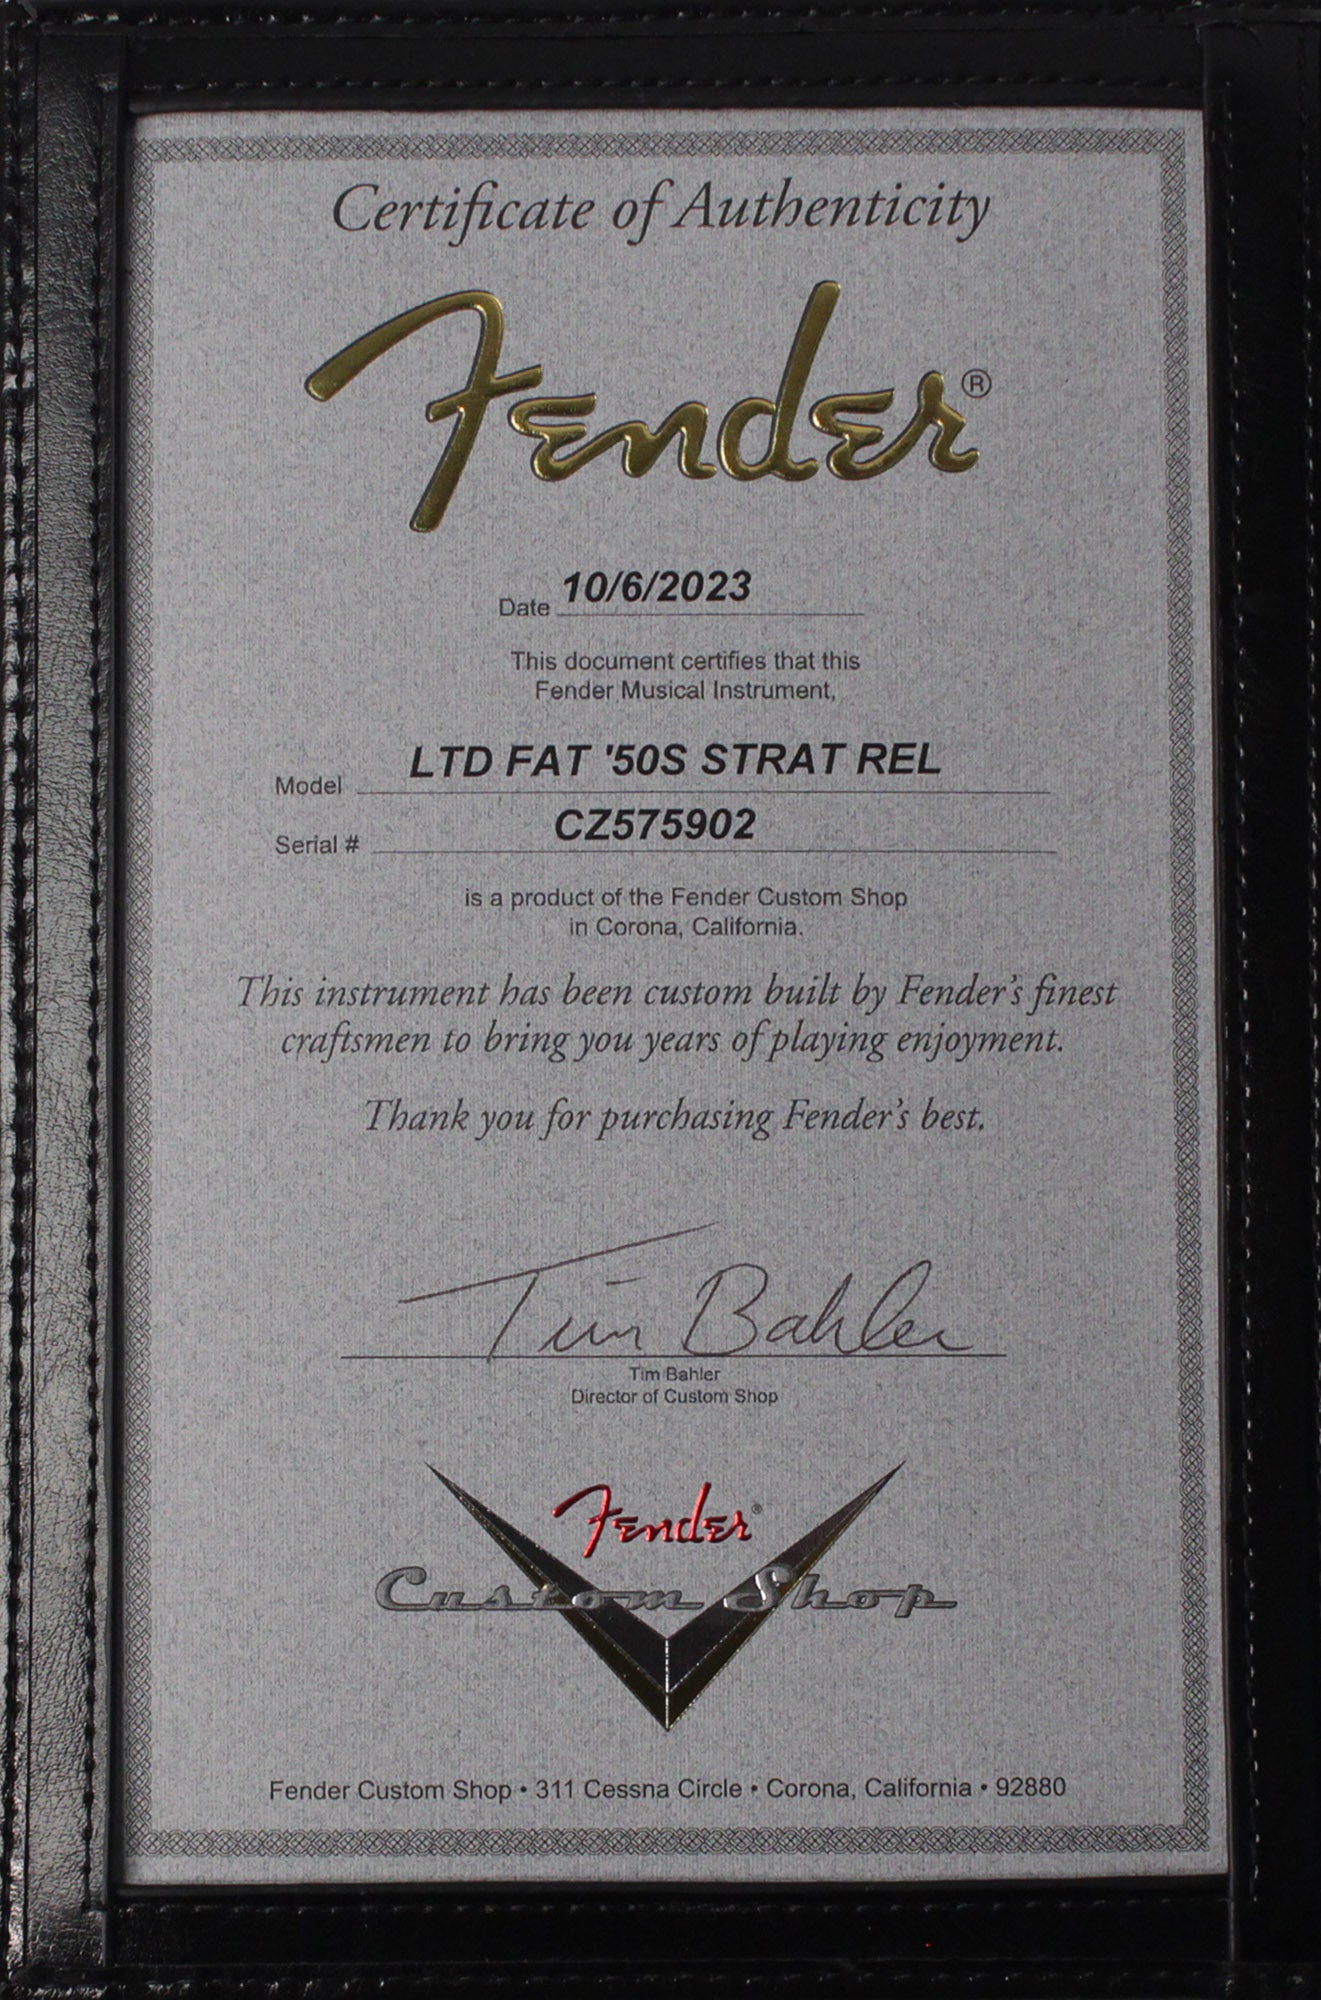 Certificate of Authenticity
Fender®
Date 10/6/2023
This document certifies that this
Fender Musical Instrument,
Model LTD FAT '50S STRAT REL
Serial # CZ575902
is a product of the Fender Custom Shop
in Corona, California.
This instrument has been custom built by Fender's finest
craftsmen to bring you years of playing enjoyment.
Thank you for purchasing Fender's best.
Tim Bahler
Tim Bahler
Director of Custom Shop
Fender®
Custom Shop
Fender Custom Shop • 311 Cessna Circle • Corona, California • 92880